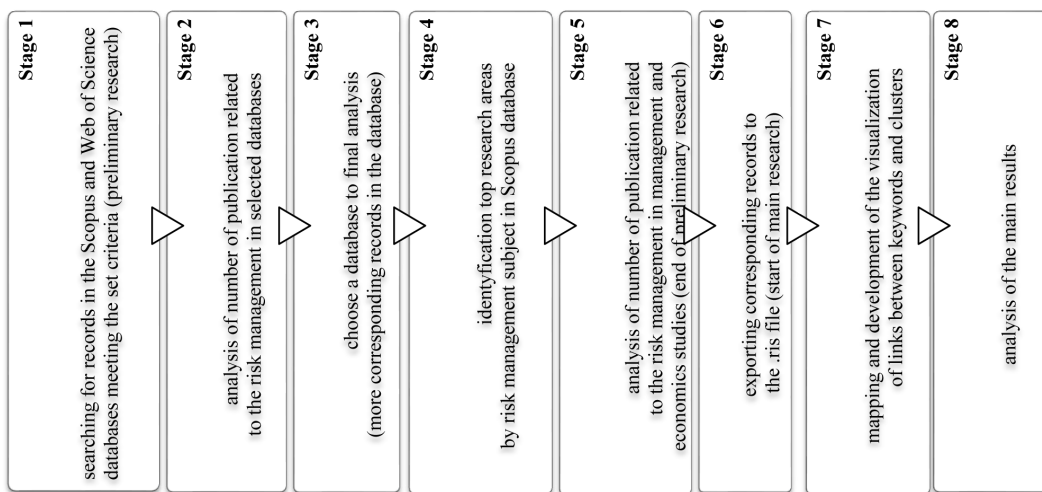 Stage 1
searching for records in the Scopus and Web of Science
databases meeting the set criteria (preliminary research)
Stage 2
analysis of number of publication related
to the risk management in selected databases
Stage 3
choose a database to final analysis
(more corresponding records in the database)
Stage 4
identyfication top research areas
by risk management subject in Scopus database
Stage 5
analysis of number of publication related
to the risk management in management and
economics studies (end of preliminary research)
Stage 6
exporting corresponding records to
the .ris file (start of main research)
Stage 7
mapping and development of the visualization
of links between keywords and clusters
Stage 8
analysis of the main results